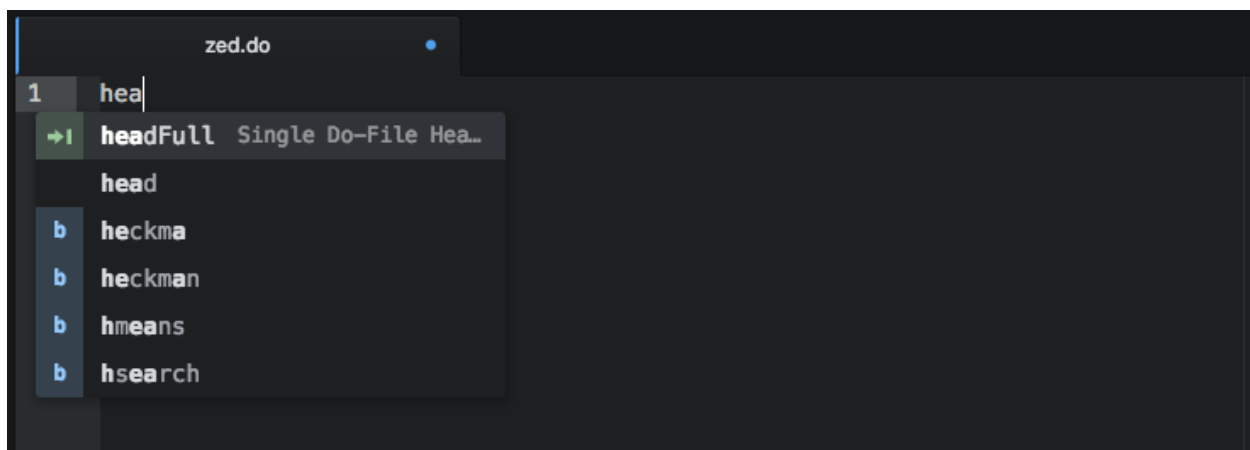 zed.do
1 hea
headFull Single Do-File Hea…
head
b heckma
b heckman
b hmeans
b hsearch